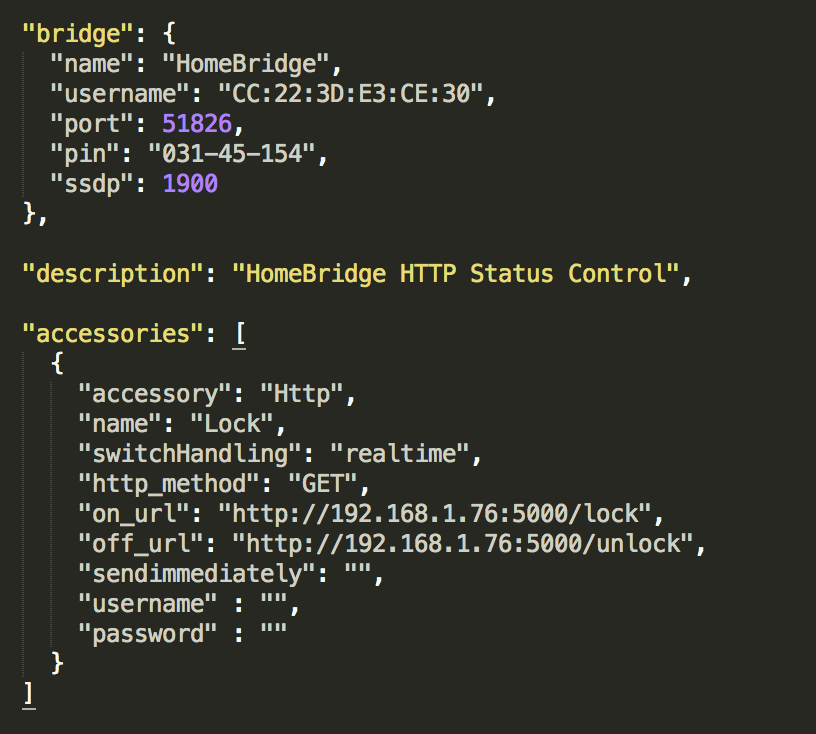 "bridge": {
"name": "HomeBridge",
"username": "CC:22:3D:E3:CE:30",
"port": 51826,
"pin": "031-45-154",
"ssdp": 1900
},
"description": "HomeBridge HTTP Status Control",
"accessories": [
{
"accessory": "Http",
"name": "Lock",
"switchHandling": "realtime",
"http_method": "GET",
"on_url": "http://192.168.1.76:5000/lock",
"off_url": "http://192.168.1.76:5000/unlock",
"sendimmediately": "",
"username" : "",
"password" : ""
}
]